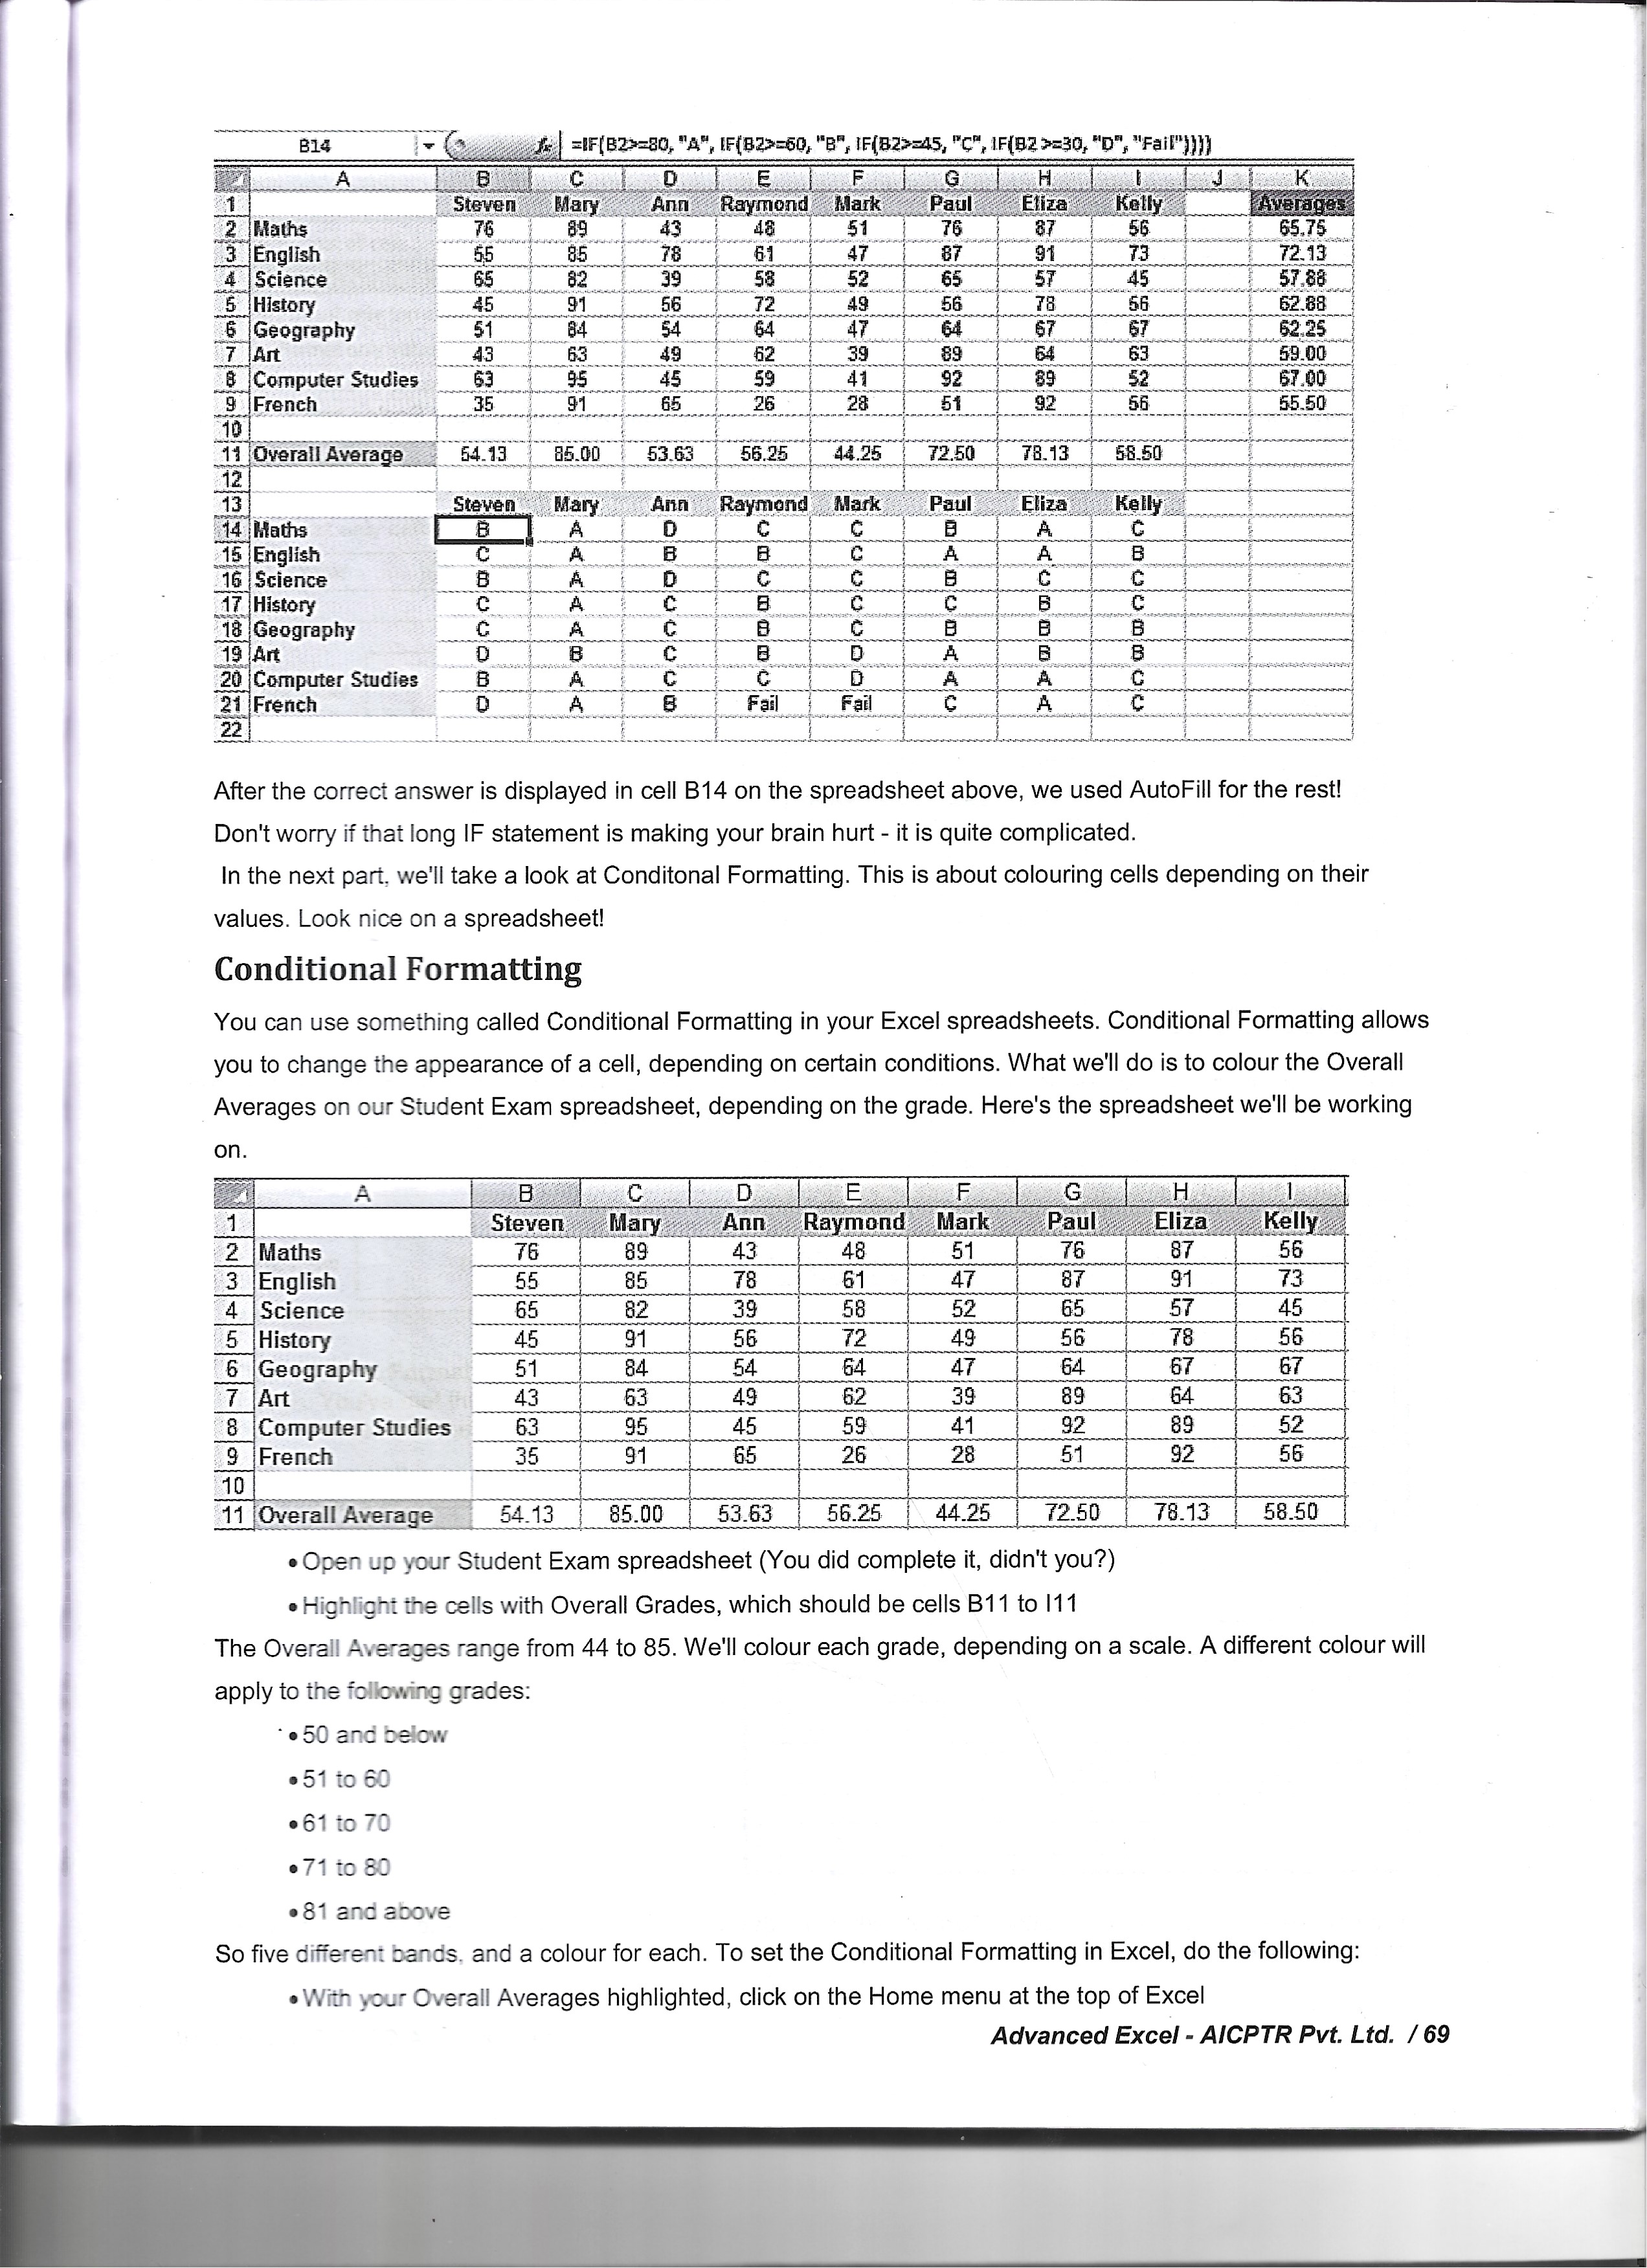 B14 fx =IF(B2>=80, "A", IF(B2>=60, "B", IF(B2>=45, "C", IF(B2 >=30, "D", "Fail"))))
A B C D E F G H I J K
1 Steven Mary Ann Raymond Mark Paul Eliza Kelly Averages
2 Maths 76 89 43 48 51 76 87 56 65.75
3 English 55 85 78 61 47 87 91 73 72.13
4 Science 65 82 39 58 52 65 57 45 57.88
5 History 45 91 56 72 49 56 78 56 62.88
6 Geography 51 84 54 64 47 64 67 67 62.25
7 Art 43 63 49 62 39 89 64 63 59.00
8 Computer Studies 63 95 45 59 41 92 89 52 67.00
9 French 35 91 65 26 28 51 92 56 55.50
10
11 Overall Average 54.13 85.00 53.63 56.25 44.25 72.50 78.13 58.50
12
13 Steven Mary Ann Raymond Mark Paul Eliza Kelly
14 Maths B A D C C B A C
15 English C A B B C A A B
16 Science B A D C C B C C
17 History C A C B C C B C
18 Geography C A C B C B B B
19 Art D B C B D A B B
20 Computer Studies B A C C D A A C
21 French D A B Fail Fail C A C
22
After the correct answer is displayed in cell B14 on the spreadsheet above, we used AutoFill for the rest!
Don't worry if that long IF statement is making your brain hurt - it is quite complicated.
In the next part, we'll take a look at Conditonal Formatting. This is about colouring cells depending on their
values. Look nice on a spreadsheet!
Conditional Formatting
You can use something called Conditional Formatting in your Excel spreadsheets. Conditional Formatting allows
you to change the appearance of a cell, depending on certain conditions. What we'll do is to colour the Overall
Averages on our Student Exam spreadsheet, depending on the grade. Here's the spreadsheet we'll be working
on.
A B C D E F G H I
1 Steven Mary Ann Raymond Mark Paul Eliza Kelly
2 Maths 76 89 43 48 51 76 87 56
3 English 55 85 78 61 47 87 91 73
4 Science 65 82 39 58 52 65 57 45
5 History 45 91 56 72 49 56 78 56
6 Geography 51 84 54 64 47 64 67 67
7 Art 43 63 49 62 39 89 64 63
8 Computer Studies 63 95 45 59 41 92 89 52
9 French 35 91 65 26 28 51 92 56
10
11 Overall Average 54.13 85.00 53.63 56.25 44.25 72.50 78.13 58.50
• Open up your Student Exam spreadsheet (You did complete it, didn't you?)
• Highlight the cells with Overall Grades, which should be cells B11 to I11
The Overall Averages range from 44 to 85. We'll colour each grade, depending on a scale. A different colour will
apply to the following grades:
• 50 and below
• 51 to 60
• 61 to 70
• 71 to 80
• 81 and above
So five different bands, and a colour for each. To set the Conditional Formatting in Excel, do the following:
• With your Overall Averages highlighted, click on the Home menu at the top of Excel
Advanced Excel - AICPTR Pvt. Ltd. / 69